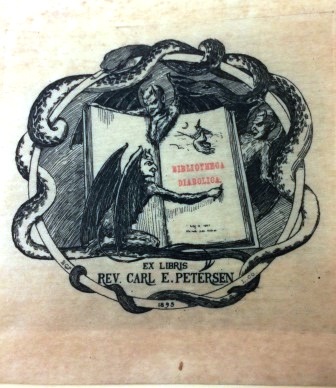 BIBLIOTHECA
DIABOLICA.
EX LIBRIS
REV. CARL E. PETERSEN
1895